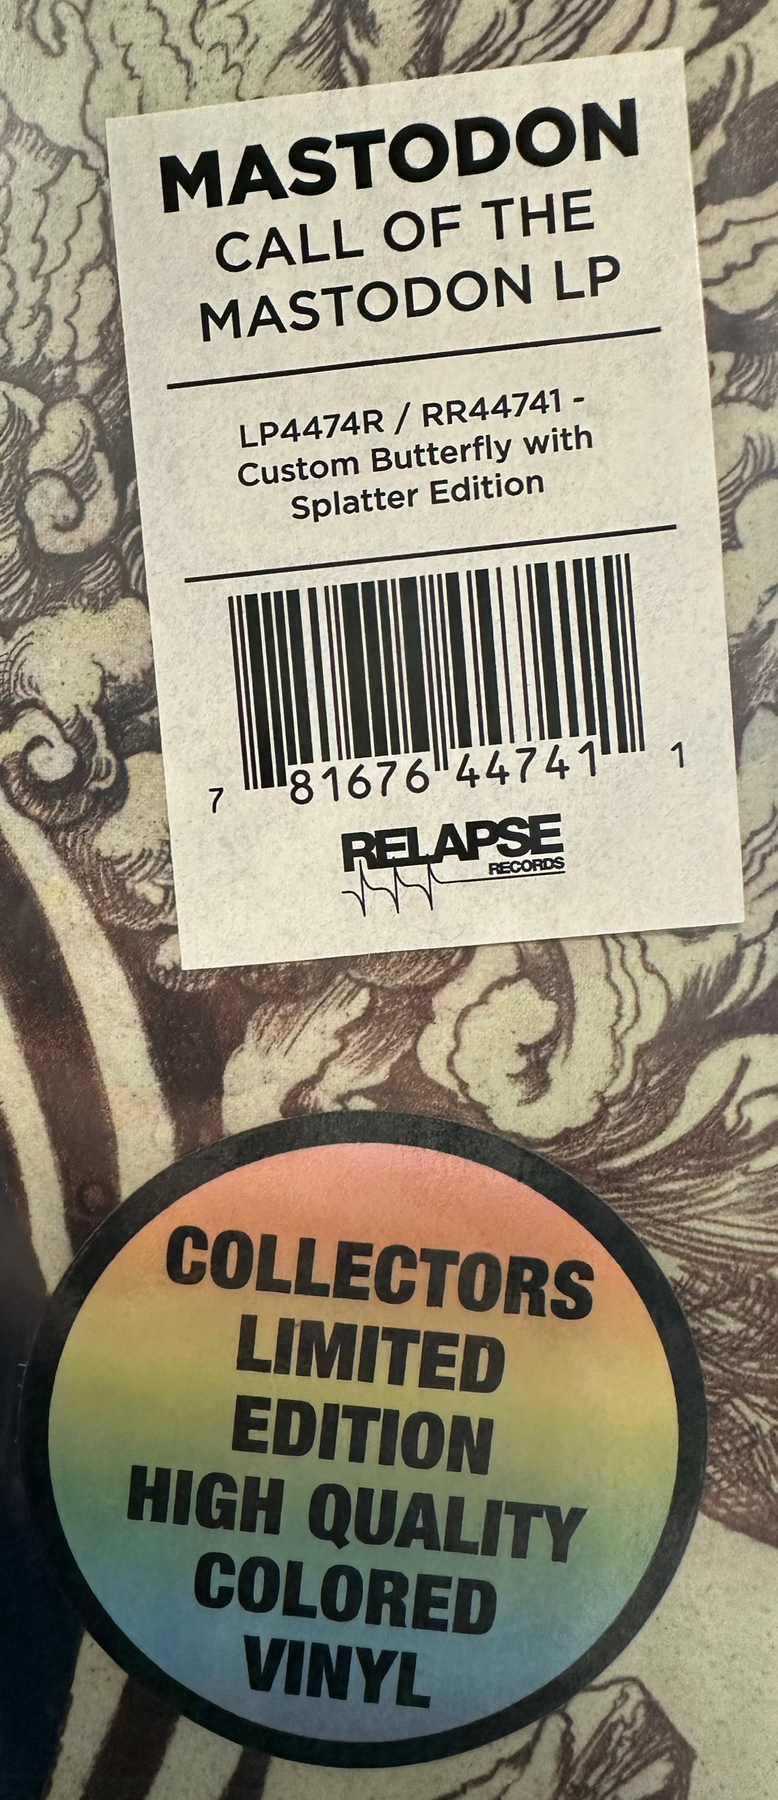 MASTODON
CALL OF THE
MASTODON LP
LP4474R / RR44741 -
Custom Butterfly with
Splatter Edition
7 81676 44741 1
RELAPSE
RECORDS
COLLECTORS
LIMITED
EDITION
HIGH QUALITY
COLORED
VINYL